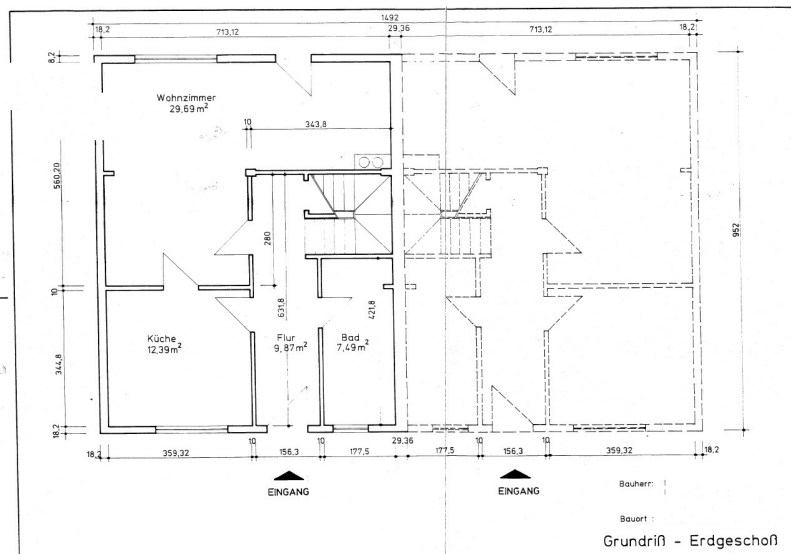 1492
18,2 713,12 29,36 713,12 18,2
8,2
Wohnzimmer
29,69 m²
10
343,8
560,20
280
952
10
631,8
421,8
Küche
12,39 m²
Flur
9,87 m²
Bad
7,49 m²
344,8
18,2
18,2 359,32 10 156,3 10 177,5 29,36 177,5 10 156,3 10 359,32 18,2
EINGANG EINGANG
Bauherr:
Bauort :
Grundriß - Erdgeschoß